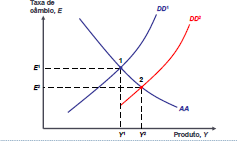 Taxa de
câmbio, E
DD¹
DD²
1
E¹
2
E²
AA
Y¹ Y²
Produto, Y